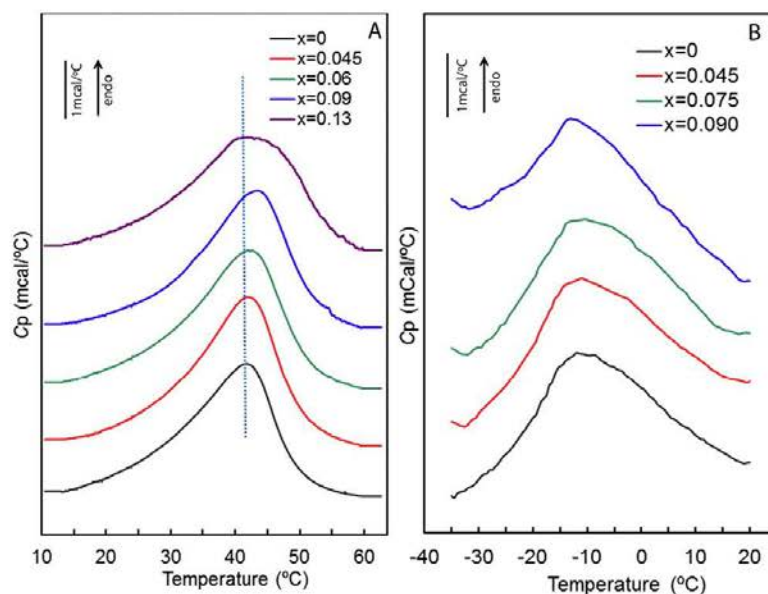 A
x=0
x=0.045
x=0.06
x=0.09
x=0.13
1mcal/ºC
endo
Cp (mcal/ºC)
10 20 30 40 50 60
Temperature (ºC)
B
x=0
x=0.045
x=0.075
x=0.090
1mcal/ºC
endo
Cp (mCal/ºC)
-40 -30 -20 -10 0 10 20
Temperature (ºC)